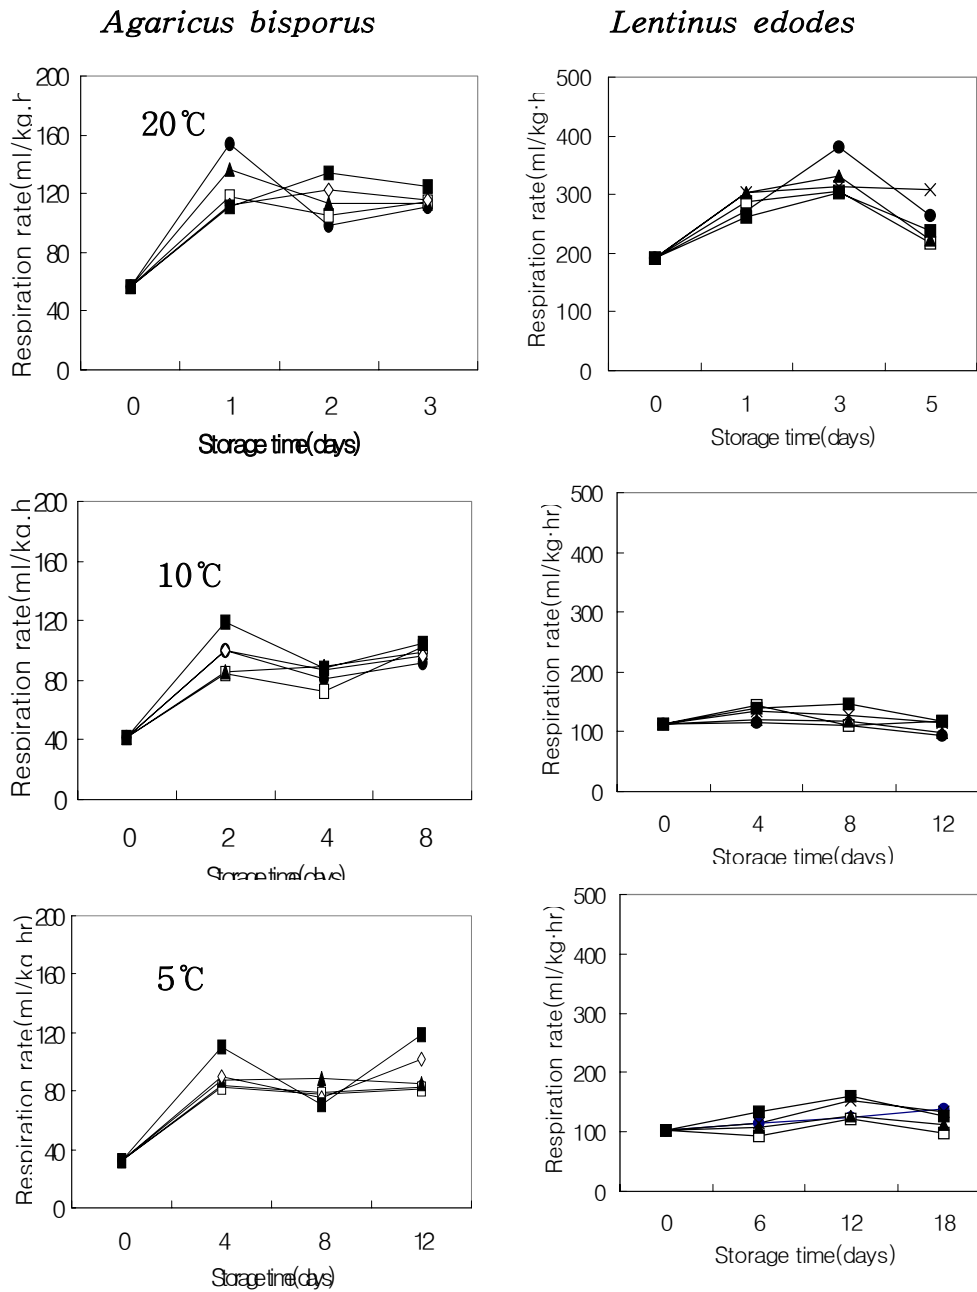 Agaricus bisporus
Lentinus edodes
Respiration rate(ml/kg.h
200
160
120
80
40
0
20℃
0 1 2 3
Storage time(days)
Respiration rate(ml/kg·h
500
400
300
200
100
0
0 1 3 5
Storage time(days)
Respiration rate(ml/kg.h
200
160
120
80
40
0
10℃
0 2 4 8
Storage time(days)
Respiration rate(ml/kg·hr)
500
400
300
200
100
0
0 4 8 12
Storage time(days)
Respiration rate(ml/kg hr)
200
160
120
80
40
0
5℃
0 4 8 12
Storage time(days)
Respiration rate(ml/kg·hr)
500
400
300
200
100
0
0 6 12 18
Storage time(days)